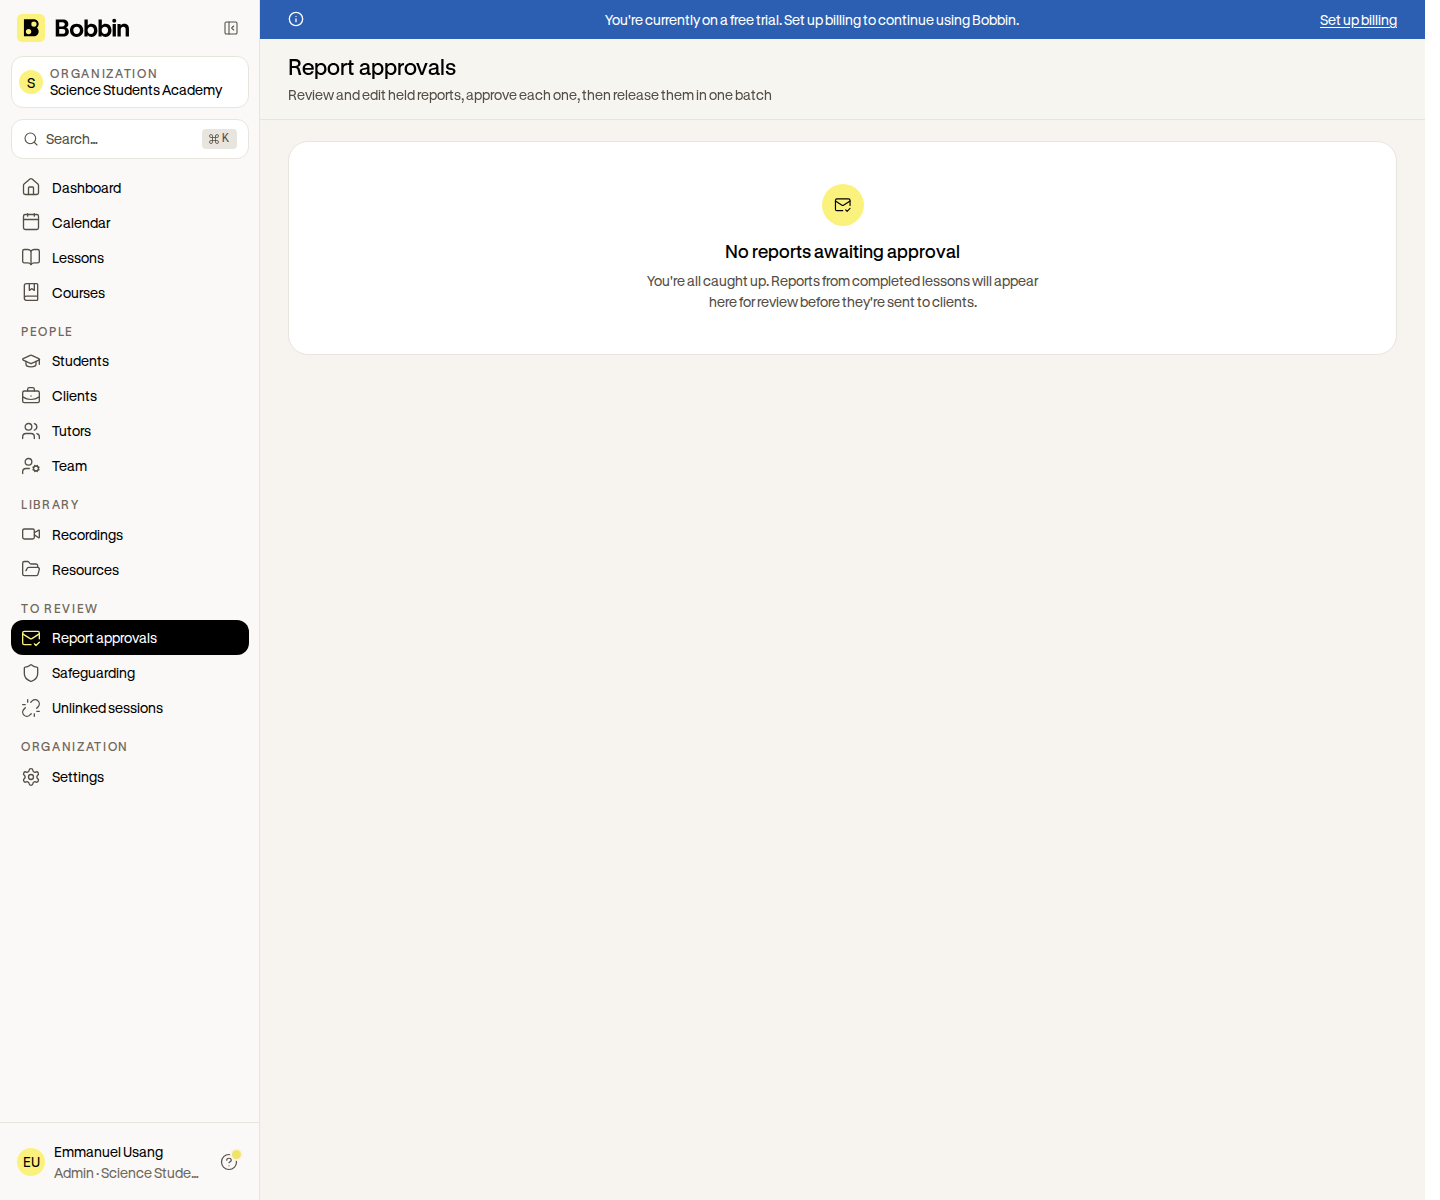 Bobbin
ORGANIZATION
S
Science Students Academy
Search...
⌘ K
Dashboard
Calendar
Lessons
Courses
PEOPLE
Students
Clients
Tutors
Team
LIBRARY
Recordings
Resources
TO REVIEW
Report approvals
Safeguarding
Unlinked sessions
ORGANIZATION
Settings
EU
Emmanuel Usang
Admin · Science Stude...
You're currently on a free trial. Set up billing to continue using Bobbin.
Set up billing
Report approvals
Review and edit held reports, approve each one, then release them in one batch
No reports awaiting approval
You're all caught up. Reports from completed lessons will appear
here for review before they're sent to clients.